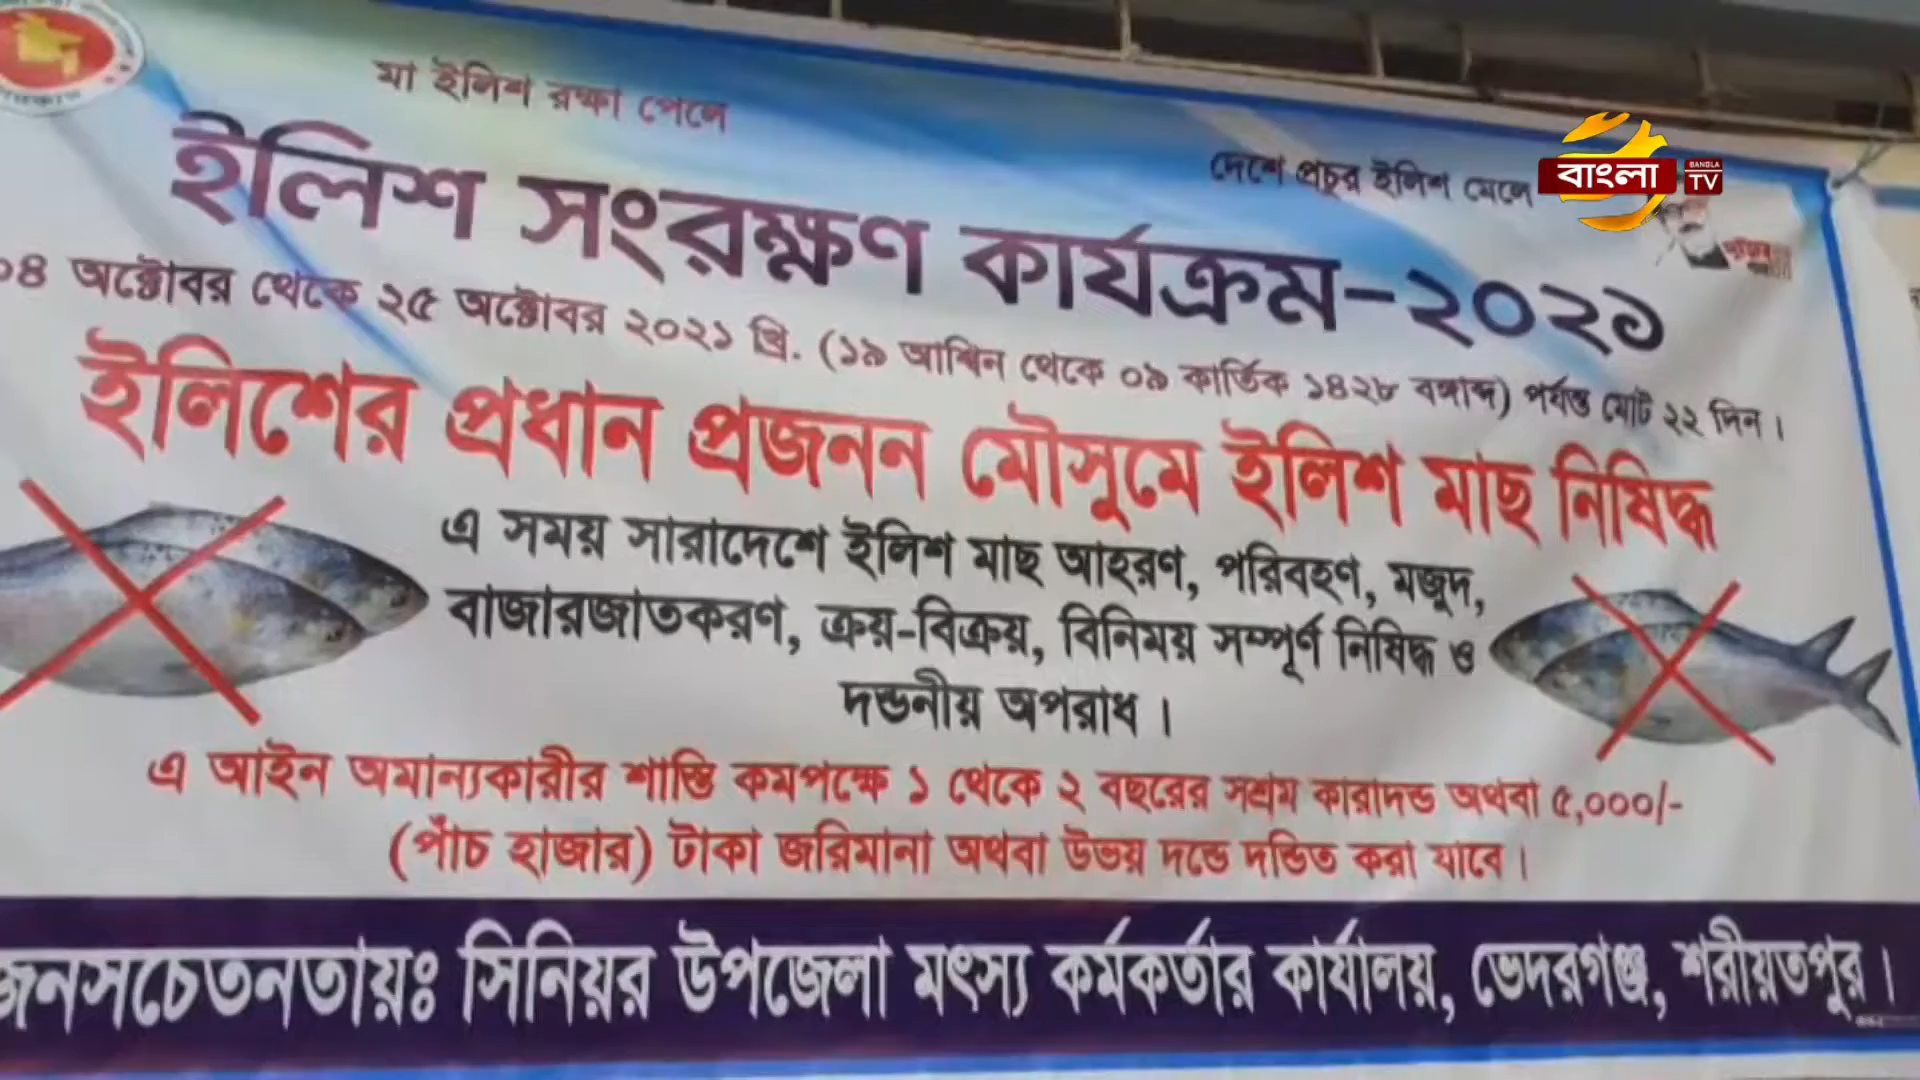 মা ইলিশ রক্ষা পেলে
দেশে প্রচুর ইলিশ মেলে
বাংলা
BANGLA
TV
ইলিশ সংরক্ষণ কার্যক্রম-২০২১
০৪ অক্টোবর থেকে ২৫ অক্টোবর ২০২১ খ্রি. (১৯ আশ্বিন থেকে ০৯ কার্তিক ১৪২৮ বঙ্গাব্দ) পর্যন্ত মোট ২২ দিন।
ইলিশের প্রধান প্রজনন মৌসুমে ইলিশ মাছ নিষিদ্ধ
এ সময় সারাদেশে ইলিশ মাছ আহরণ, পরিবহণ, মজুদ,
বাজারজাতকরণ, ক্রয়-বিক্রয়, বিনিময় সম্পূর্ণ নিষিদ্ধ ও
দন্ডনীয় অপরাধ।
এ আইন অমান্যকারীর শাস্তি কমপক্ষে ১ থেকে ২ বছরের সশ্রম কারাদন্ড অথবা ৫,০০০/-
(পাঁচ হাজার) টাকা জরিমানা অথবা উভয় দন্ডে দন্ডিত করা যাবে।
জনসচেতনতায়ঃ সিনিয়র উপজেলা মৎস্য কর্মকর্তার কার্যালয়, ভেদরগঞ্জ, শরীয়তপুর।